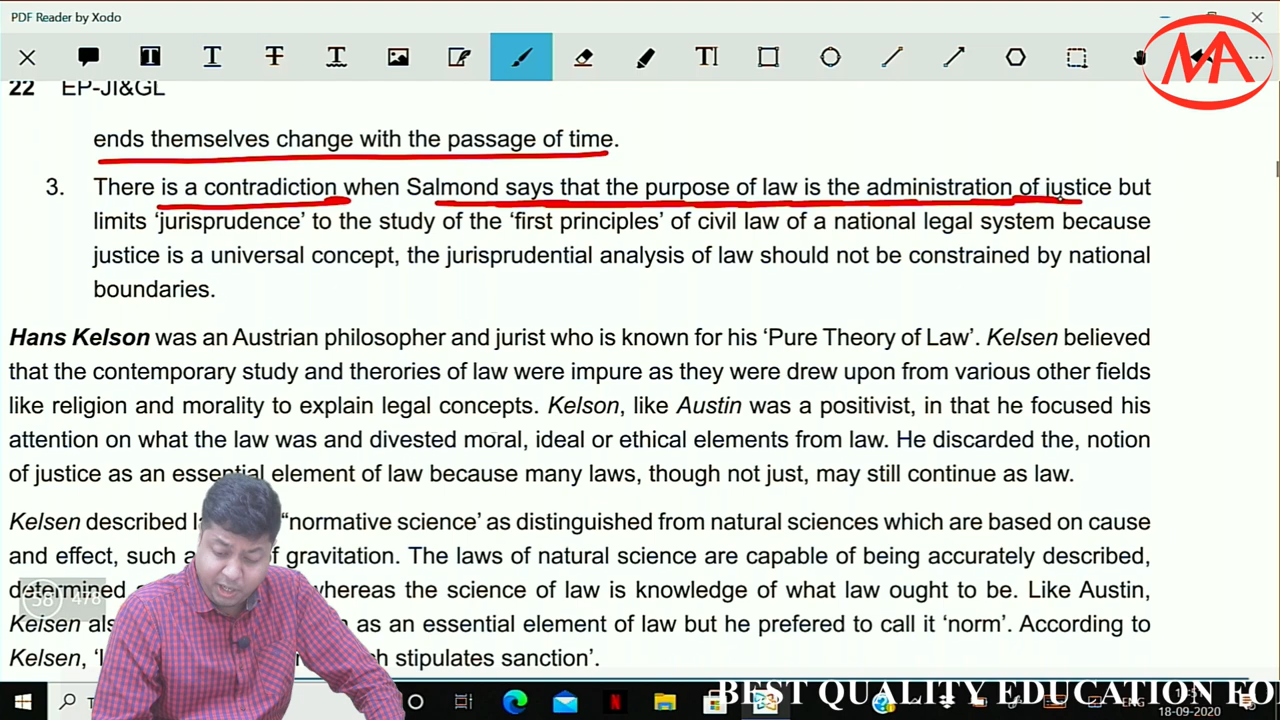 PDF Reader by Xodo
MA
22 EP-JI&GL
ends themselves change with the passage of time.
3. There is a contradiction when Salmond says that the purpose of law is the administration of justice but
limits 'jurisprudence' to the study of the 'first principles' of civil law of a national legal system because
justice is a universal concept, the jurisprudential analysis of law should not be constrained by national
boundaries.
Hans Kelson was an Austrian philosopher and jurist who is known for his 'Pure Theory of Law'. Kelsen believed
that the contemporary study and therories of law were impure as they were drew upon from various other fields
like religion and morality to explain legal concepts. Kelson, like Austin was a positivist, in that he focused his
attention on what the law was and divested moral, ideal or ethical elements from law. He discarded the, notion
of justice as an essential element of law because many laws, though not just, may still continue as law.
Kelsen described "normative science' as distinguished from natural sciences which are based on cause
and effect, such of gravitation. The laws of natural science are capable of being accurately described,
determined whereas the science of law is knowledge of what law ought to be. Like Austin,
Kelsen as an essential element of law but he prefered to call it 'norm'. According to
Kelsen, stipulates sanction'.
58 478
BEST QUALITY EDUCATION FO
ENG
18-09-2020